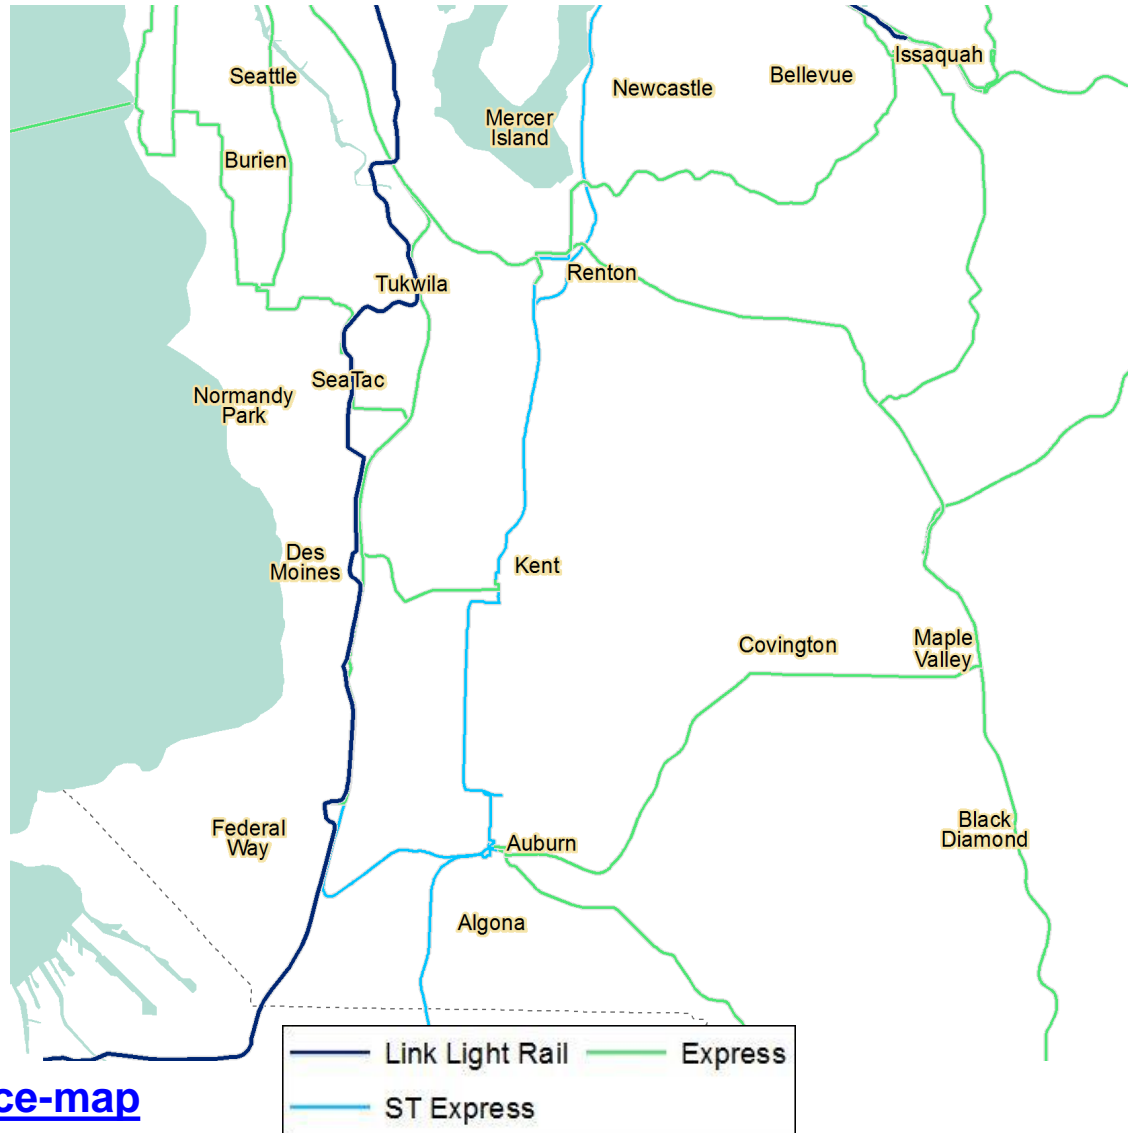 Issaquah
Seattle
Bellevue
Newcastle
Mercer
Island
Burien
Renton
Tukwila
SeaTac
Normandy
Park
Des
Moines
Kent
Covington
Maple
Valley
Federal
Way
Auburn
Black
Diamond
Algona
Link Light Rail
Express
ST Express
ce-map